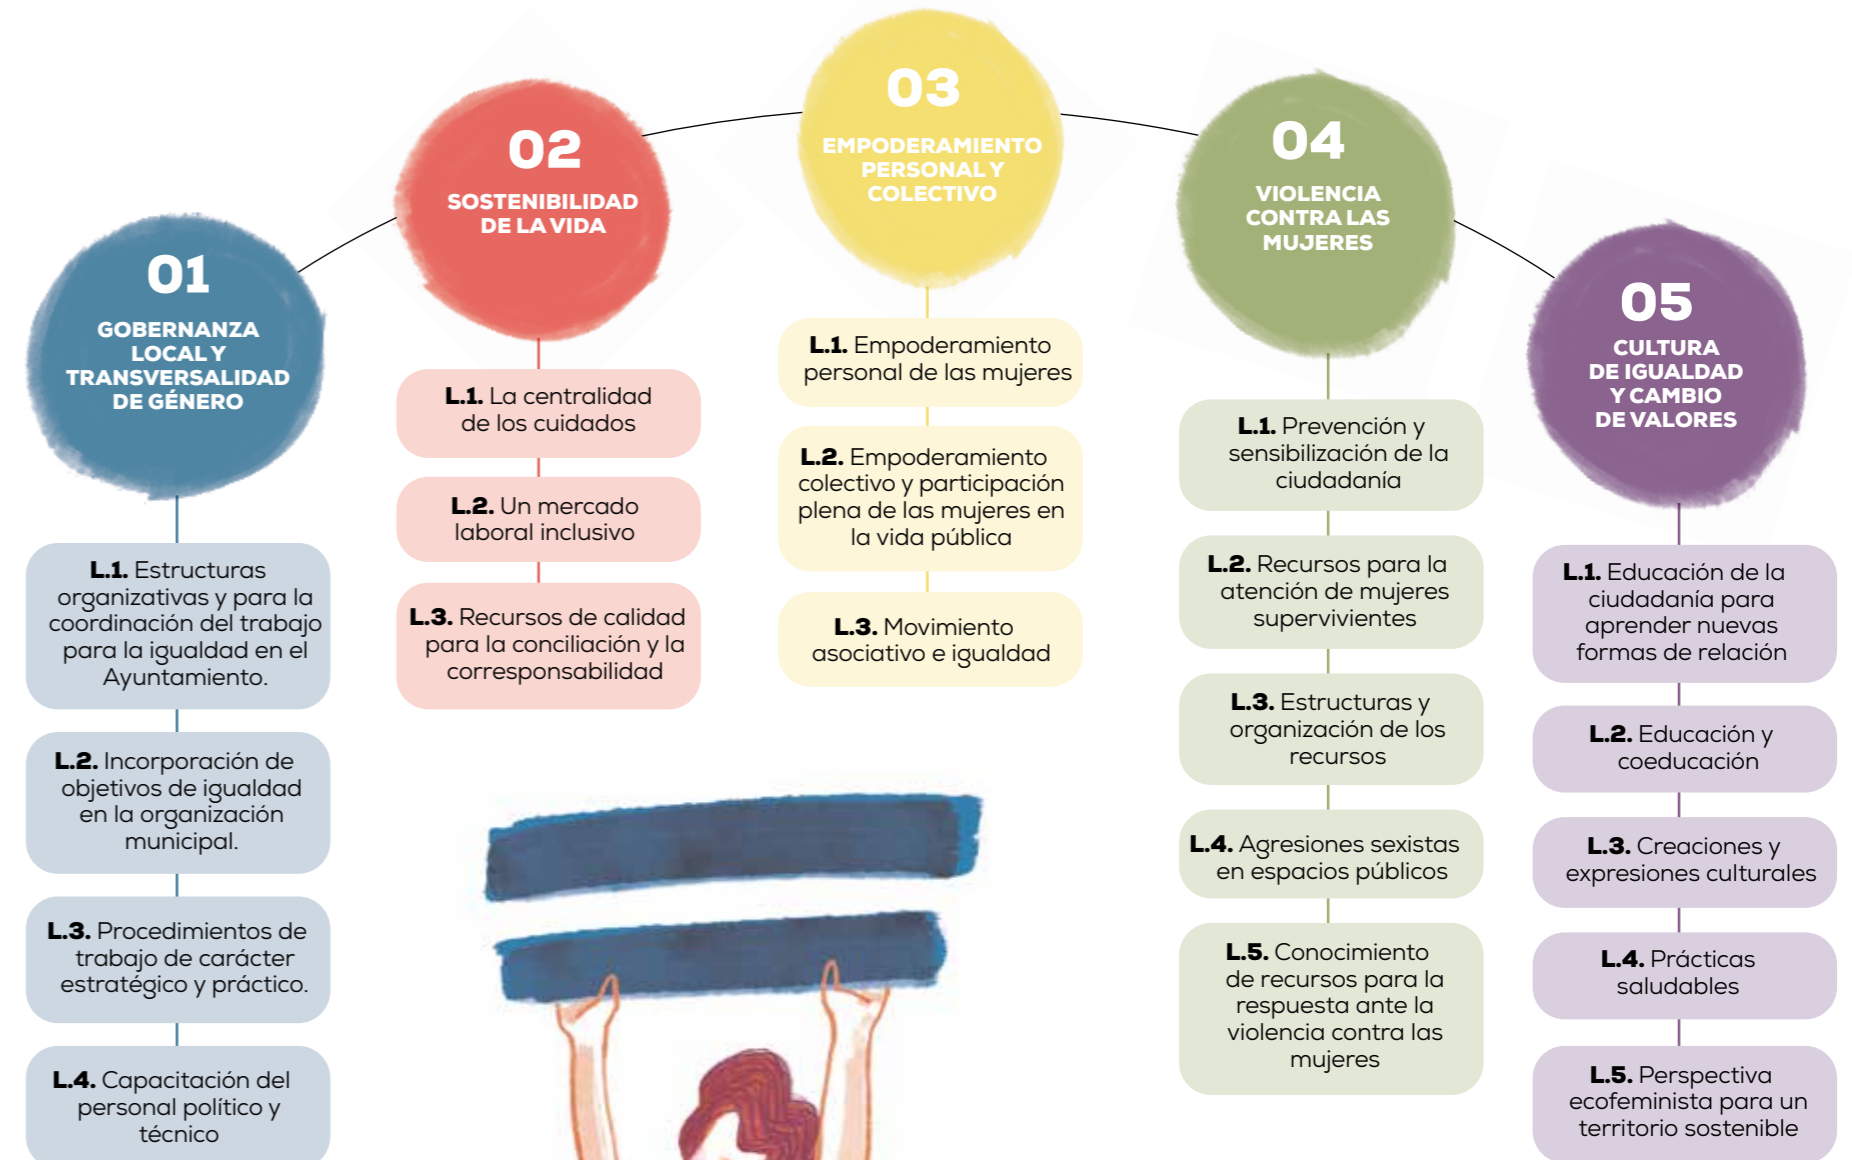 01
GOBERNANZA
LOCAL Y
TRANSVERSALIDAD
DE GÉNERO
L.1. Estructuras
organizativas y para la
coordinación del trabajo
para la igualdad en el
Ayuntamiento.
L.2. Incorporación de
objetivos de igualdad
en la organización
municipal.
L.3. Procedimientos de
trabajo de carácter
estratégico y práctico.
L.4. Capacitación del
personal político y
técnico
02
SOSTENIBILIDAD
DE LA VIDA
L.1. La centralidad
de los cuidados
L.2. Un mercado
laboral inclusivo
L.3. Recursos de calidad
para la conciliación y la
corresponsabilidad
03
EMPODERAMIENTO
PERSONAL Y
COLECTIVO
L.1. Empoderamiento
personal de las mujeres
L.2. Empoderamiento
colectivo y participación
plena de las mujeres en
la vida pública
L.3. Movimiento
asociativo e igualdad
04
VIOLENCIA
CONTRA LAS
MUJERES
L.1. Prevención y
sensibilización de la
ciudadanía
L.2. Recursos para la
atención de mujeres
supervivientes
L.3. Estructuras y
organización de los
recursos
L.4. Agresiones sexistas
en espacios públicos
L.5. Conocimiento
de recursos para la
respuesta ante la
violencia contra las
mujeres
05
CULTURA
DE IGUALDAD
Y CAMBIO
DE VALORES
L.1. Educación de la
ciudadanía para
aprender nuevas
formas de relación
L.2. Educación y
coeducación
L.3. Creaciones y
expresiones culturales
L.4. Prácticas
saludables
L.5. Perspectiva
ecofeminista para un
territorio sostenible